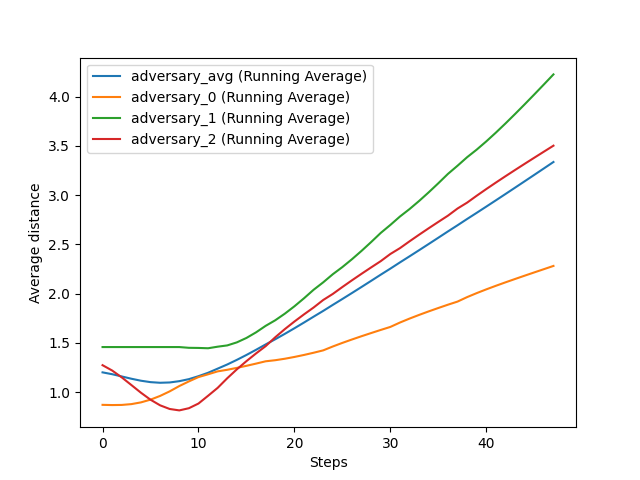 adversary_avg (Running Average)
adversary_0 (Running Average)
adversary_1 (Running Average)
adversary_2 (Running Average)
4.0
3.5
3.0
2.5
2.0
1.5
1.0
Average distance
0 10 20 30 40
Steps